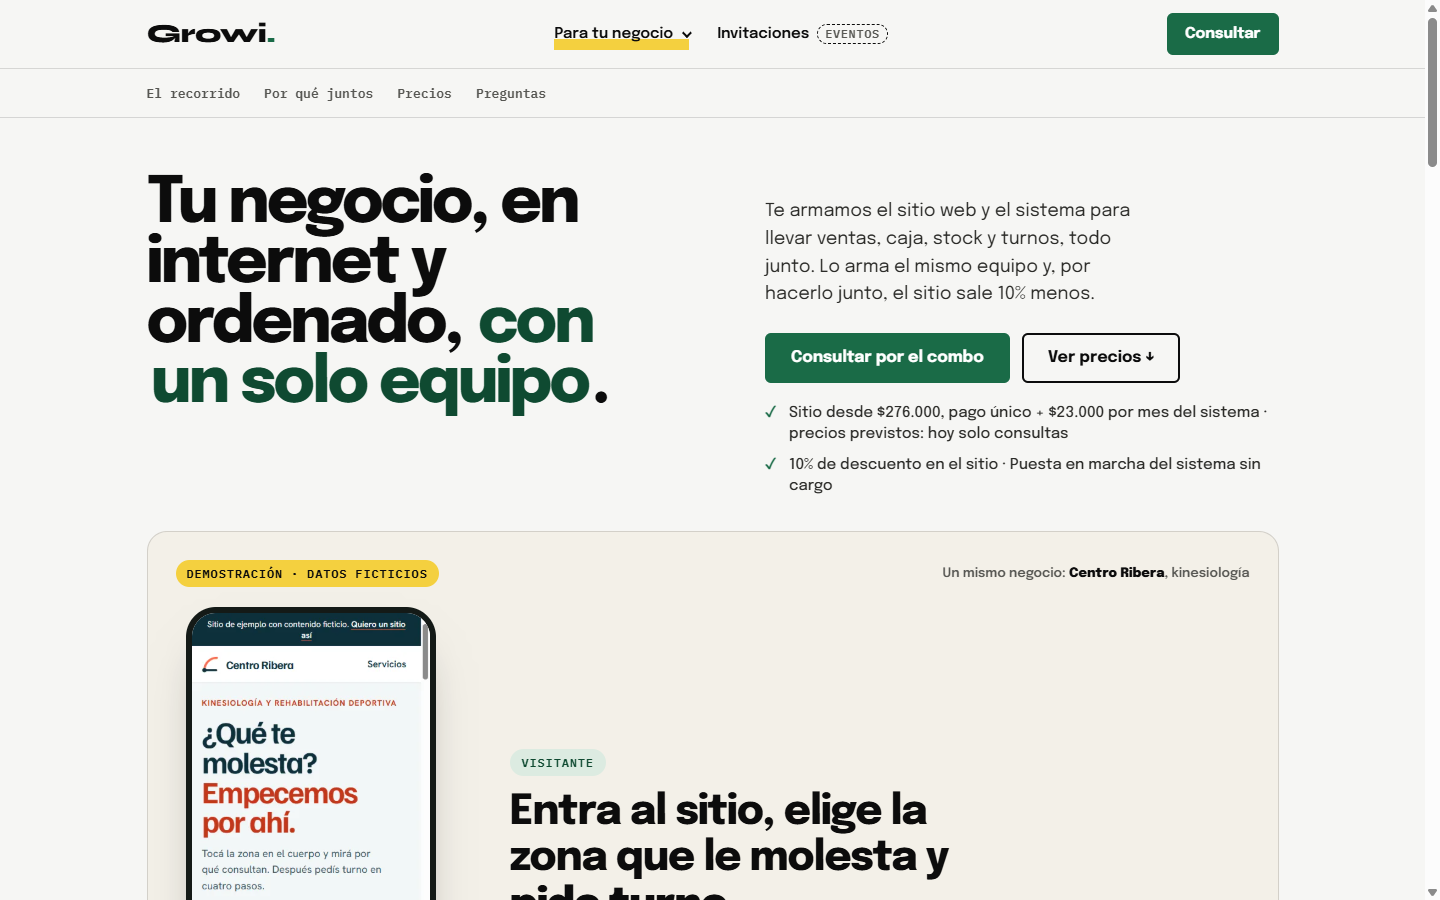 Growi.
Para tu negocio
Invitaciones EVENTOS
Consultar
El recorrido Por qué juntos Precios Preguntas
Tu negocio, en
internet y
ordenado, con
un solo equipo.
Te armamos el sitio web y el sistema para
llevar ventas, caja, stock y turnos, todo
junto. Lo arma el mismo equipo y, por
hacerlo junto, el sitio sale 10% menos.
Consultar por el combo
Ver precios ↓
✓ Sitio desde $276.000, pago único + $23.000 por mes del sistema ·
precios previstos: hoy solo consultas
✓ 10% de descuento en el sitio · Puesta en marcha del sistema sin
cargo
DEMOSTRACIÓN · DATOS FICTICIOS
Un mismo negocio: Centro Ribera, kinesiología
Sitio de ejemplo con contenido ficticio. Quiero un sitio
así
Centro Ribera
Servicios
KINESIOLOGÍA Y REHABILITACIÓN DEPORTIVA
¿Qué te
molesta?
Empecemos
por ahí.
Tocá la zona en el cuerpo y mirá por
qué consultan. Después pedís turno en
cuatro pasos.
VISITANTE
Entra al sitio, elige la
zona que le molesta y
pide turno